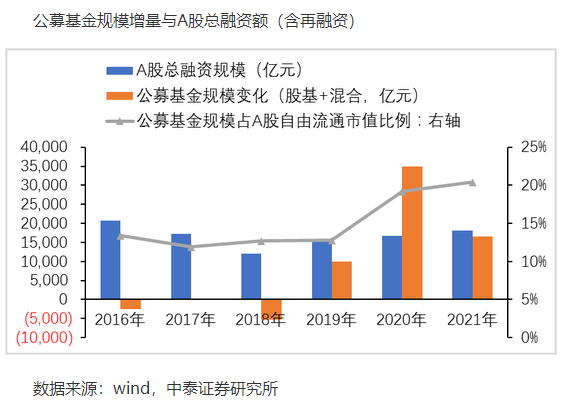 公募基金规模增量与A股总融资额（含再融资）
A股总融资规模（亿元）
公募基金规模变化（股基+混合，亿元）
公募基金规模占A股自由流通市值比例：右轴
40,000 25%
35,000
30,000 20%
25,000
20,000 15%
15,000
10,000 10%
5,000
0 5%
(5,000) 2016年 2017年 2018年 2019年 2020年 2021年
(10,000) 0%
数据来源：wind，中泰证券研究所